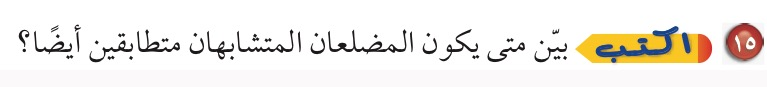 ١٥ اكتب بيّن متى يكون المضلعان المتشابهان متطابقين أيضًا؟